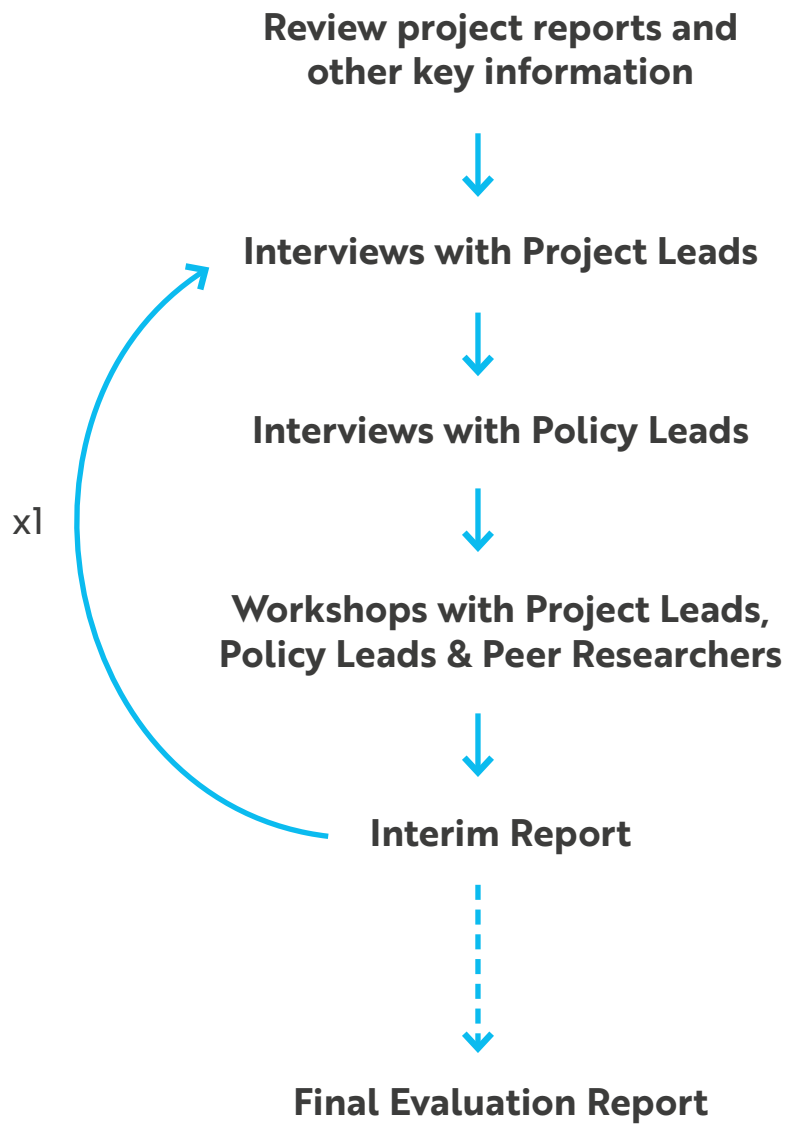 Review project reports and
other key information
Interviews with Project Leads
Interviews with Policy Leads
x1
Workshops with Project Leads,
Policy Leads & Peer Researchers
Interim Report
Final Evaluation Report